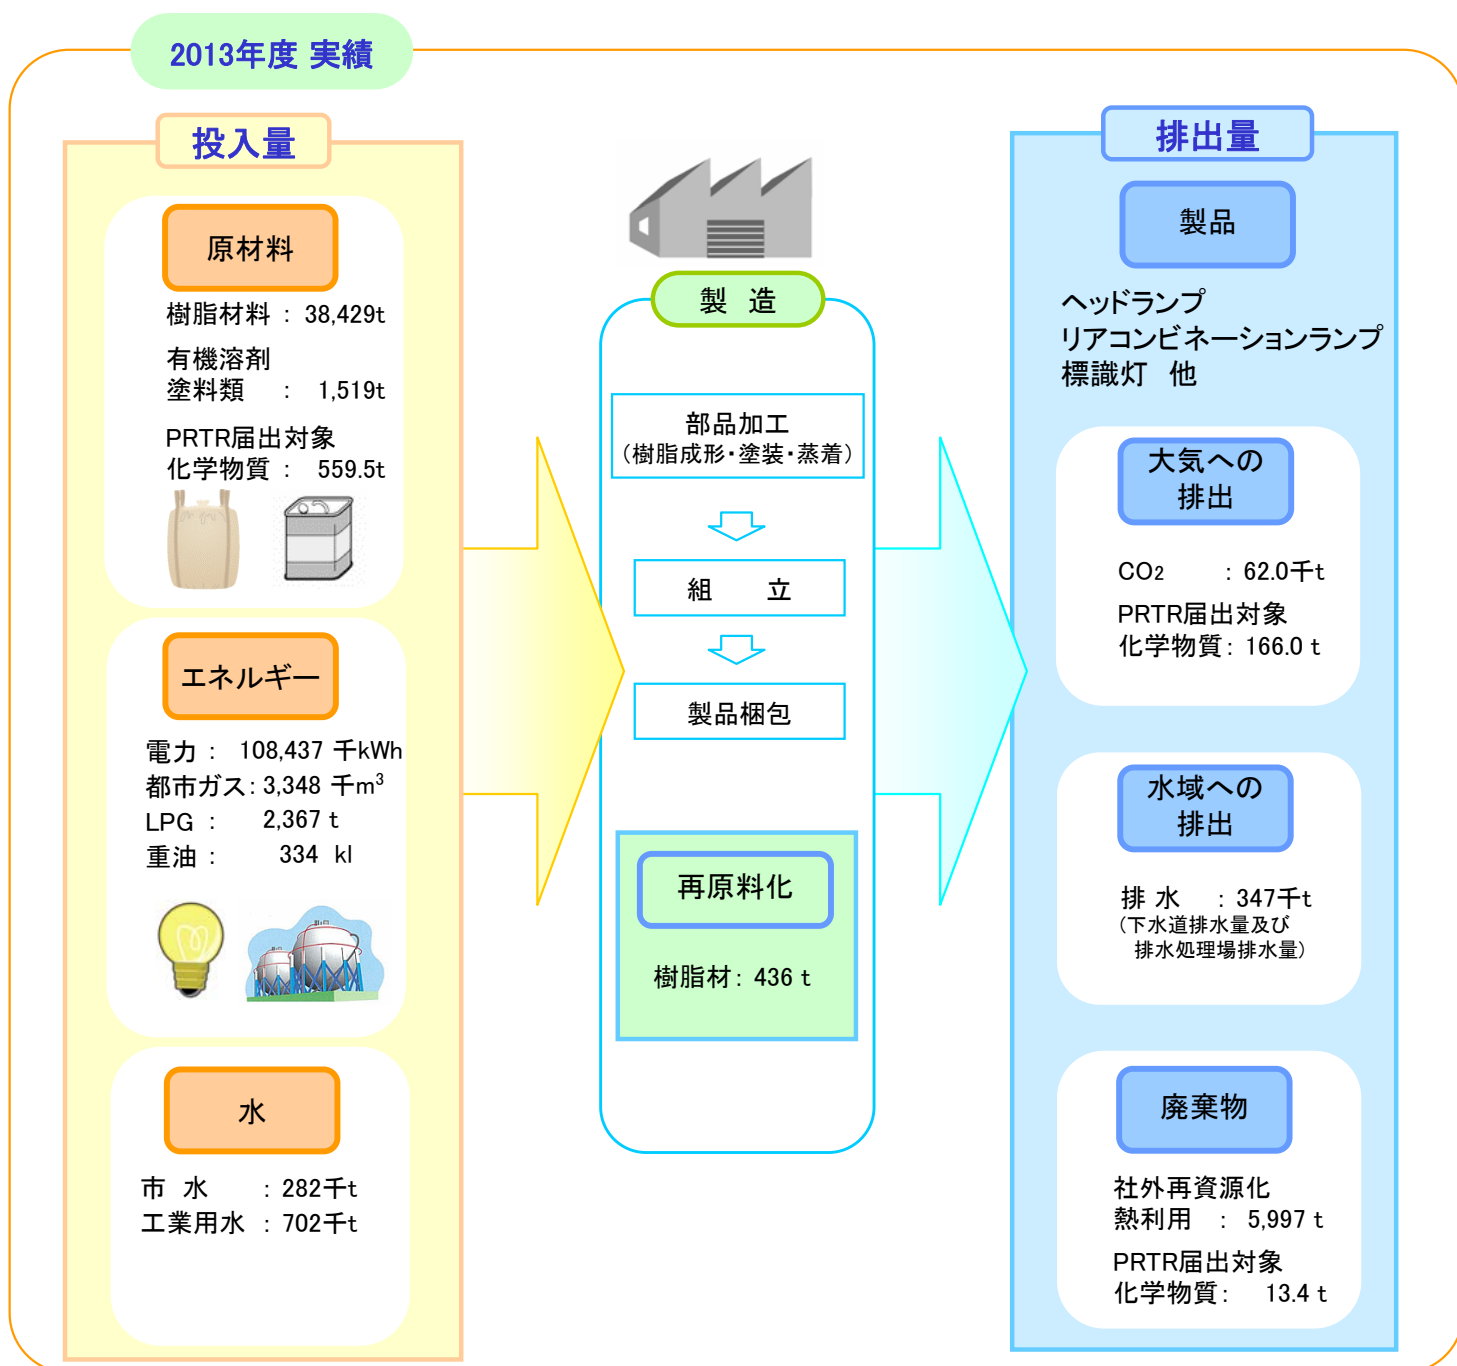 2013年度 実績
投入量
原材料
樹脂材料 : 38,429t
有機溶剤
塗料類 : 1,519t
PRTR届出対象
化学物質 : 559.5t
エネルギー
電力 : 108,437 千kWh
都市ガス : 3,348 千m³
LPG : 2,367 t
重油 : 334 kl
水
市 水 : 282千t
工業用水 : 702千t
製 造
部品加工
(樹脂成形・塗装・蒸着)
組 立
製品梱包
再原料化
樹脂材 : 436 t
排出量
製品
ヘッドランプ
リアコンビネーションランプ
標識灯 他
大気への
排出
CO2 : 62.0千t
PRTR届出対象
化学物質 : 166.0 t
水域への
排出
排 水 : 347千t
(下水道排水量及び
排水処理場排水量)
廃棄物
社外再資源化
熱利用 : 5,997 t
PRTR届出対象
化学物質 : 13.4 t